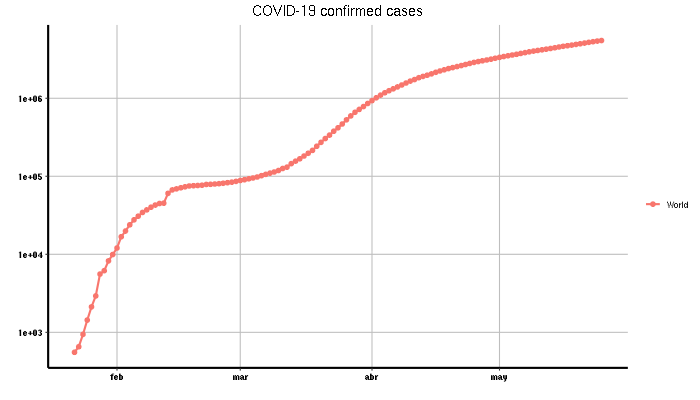 COVID-19 confirmed cases
1e+06
1e+05
1e+04
1e+03
feb mar abr may
World